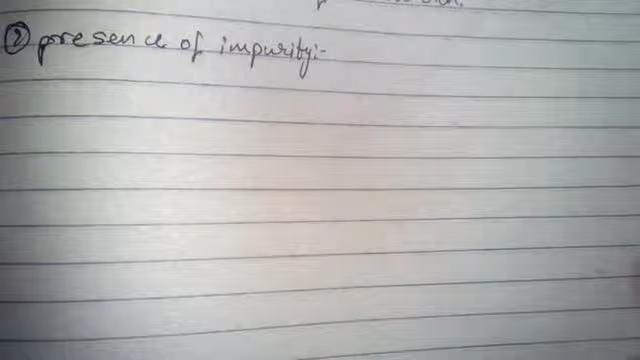 ② presence of impurity:-